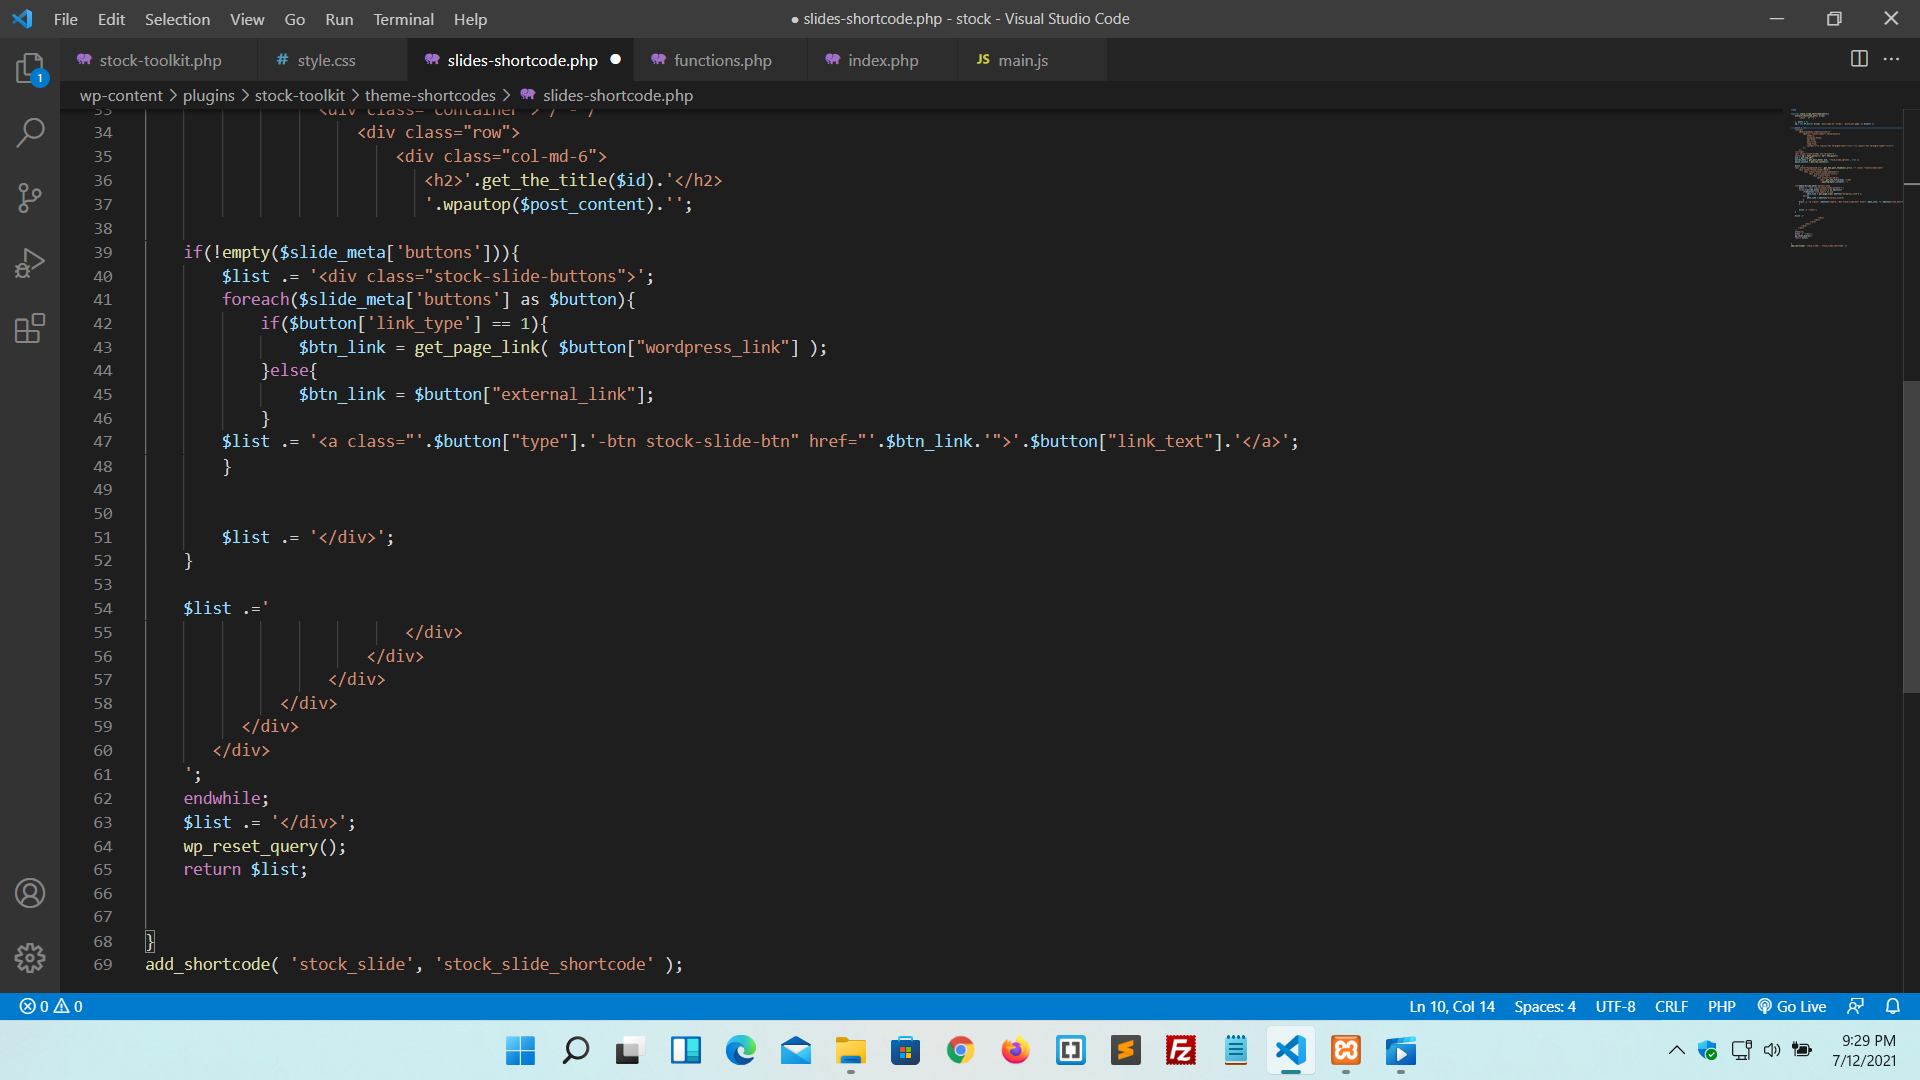 File Edit Selection View Go Run Terminal Help
● slides-shortcode.php - stock - Visual Studio Code
stock-toolkit.php
# style.css
slides-shortcode.php ●
functions.php
index.php
JS main.js
1
wp-content > plugins > stock-toolkit > theme-shortcodes > slides-shortcode.php
34 <div class="row">
35 <div class="col-md-6">
36 <h2>'.get_the_title($id).'</h2>
37 '.wpautop($post_content).'';
38
39 if(!empty($slide_meta['buttons'])){
40 $list .= '<div class="stock-slide-buttons">';
41 foreach($slide_meta['buttons'] as $button){
42 if($button['link_type'] == 1){
43 $btn_link = get_page_link( $button["wordpress_link"] );
44 }else{
45 $btn_link = $button["external_link"];
46 }
47 $list .= '<a class="'.$button["type"].'-btn stock-slide-btn" href="'.$btn_link.'">'.$button["link_text"].'</a>';
48 }
49
50
51 $list .= '</div>';
52 }
53
54 $list .='
55 </div>
56 </div>
57 </div>
58 </div>
59 </div>
60 </div>
61 ';
62 endwhile;
63 $list .= '</div>';
64 wp_reset_query();
65 return $list;
66
67
68 }
69 add_shortcode( 'stock_slide', 'stock_slide_shortcode' );
0 0
Ln 10, Col 14 Spaces: 4 UTF-8 CRLF PHP Go Live
9:29 PM
7/12/2021